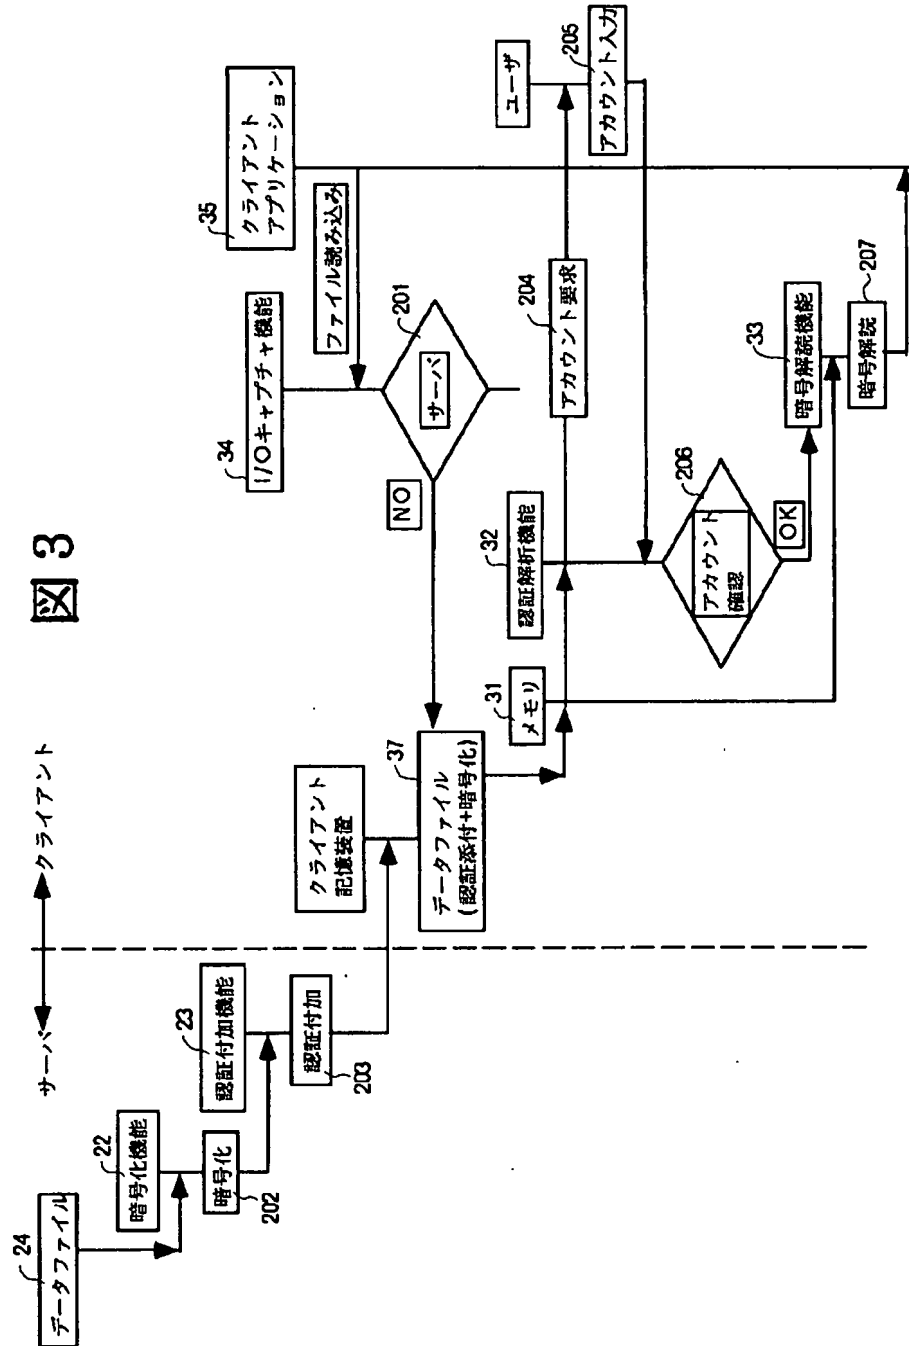 図3
サーバ
クライアント
24
データファイル
22
暗号化機能
暗号化
202
23
認証付加機能
認証付加
203
クライアント
記憶装置
37
データファイル
(認証添付+暗号化)
31
メモリ
32
認証解析機能
34
I/Oキャプチャ機能
35
クライアント
アプリケーション
ファイル読み込み
201
サーバ
NO
204
アカウント要求
ユーザ
205
アカウント入力
206
アカウント
確認
OK
33
暗号解読機能
207
暗号解読